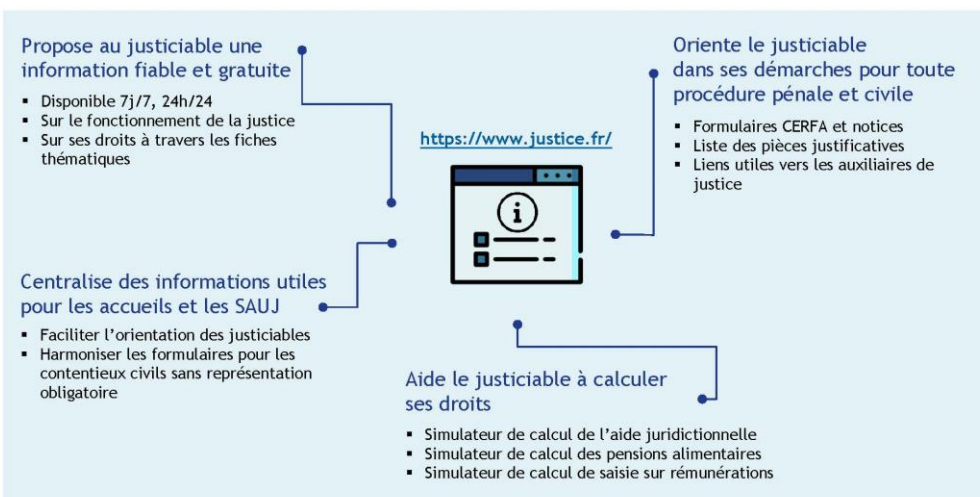 Propose au justiciable une
information fiable et gratuite
▪ Disponible 7j/7, 24h/24
▪ Sur le fonctionnement de la justice
▪ Sur ses droits à travers les fiches
thématiques
https://www.justice.fr/
Oriente le justiciable
dans ses démarches pour toute
procédure pénale et civile
▪ Formulaires CERFA et notices
▪ Liste des pièces justificatives
▪ Liens utiles vers les auxiliaires de
justice
Centralise des informations utiles
pour les accueils et les SAUJ
▪ Faciliter l’orientation des justiciables
▪ Harmoniser les formulaires pour les
contentieux civils sans représentation
obligatoire
Aide le justiciable à calculer
ses droits
▪ Simulateur de calcul de l’aide juridictionnelle
▪ Simulateur de calcul des pensions alimentaires
▪ Simulateur de calcul de saisie sur rémunérations